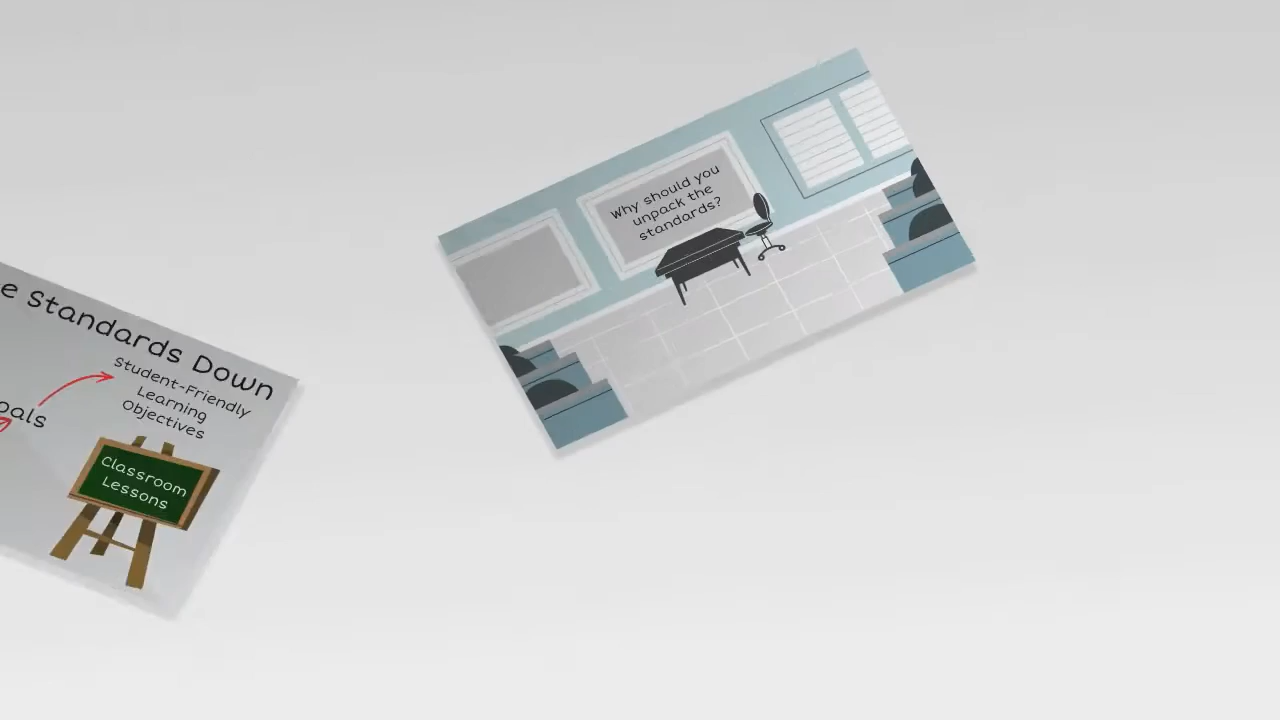 e Standards Down
Student-Friendly
Learning
Objectives
oals
Classroom
Lessons
Why should you
unpack the
standards?